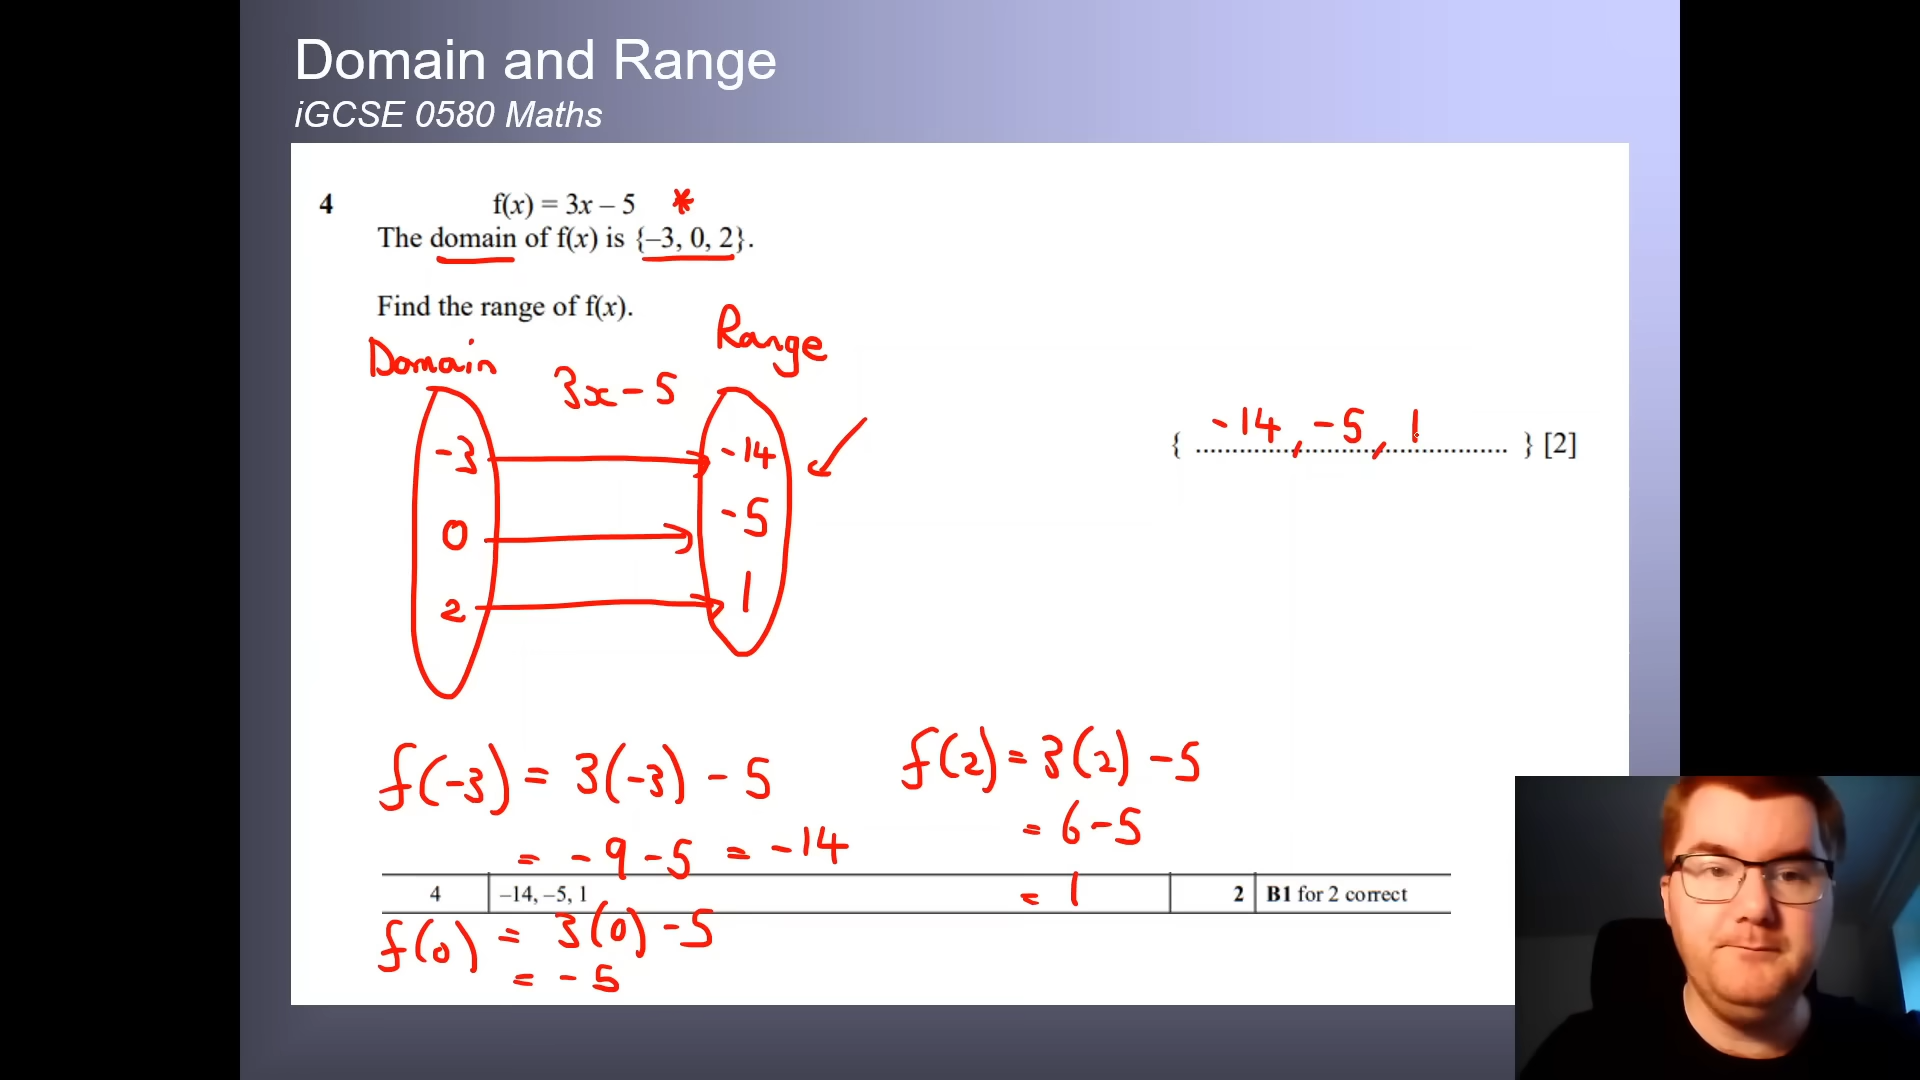 Domain and Range
iGCSE 0580 Maths
4 f(x) = 3x – 5 *
The domain of f(x) is {–3, 0, 2}.
Find the range of f(x).
Domain 3x - 5 Range
-3 -14
0 -5
2 1
{ -14, -5, 1 } [2]
f(-3) = 3(-3) - 5
= -9 - 5 = -14
f(2) = 3(2) - 5
= 6 - 5
= 1
4 –14, –5, 1 2 B1 for 2 correct
f(0) = 3(0) - 5
= -5